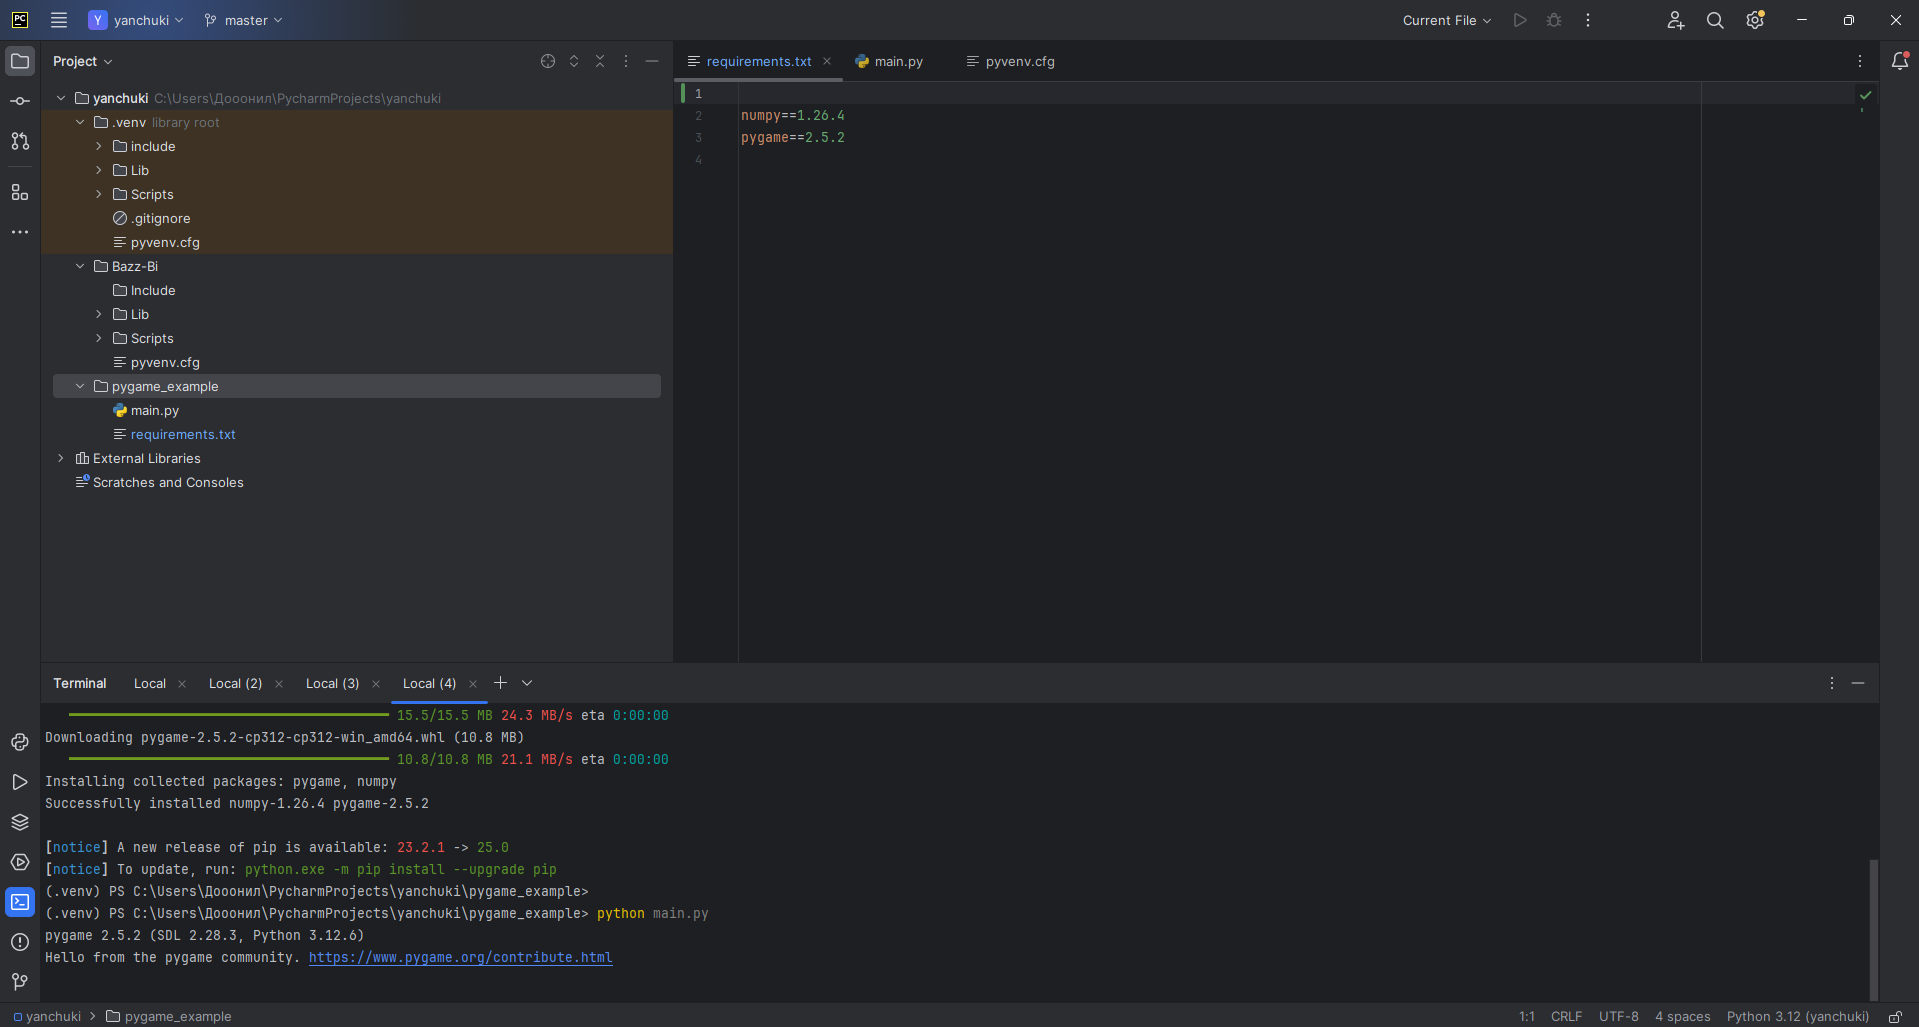 PC
Y yanchuki master Current File
Project
yanchuki C:\Users\Дооонил\PycharmProjects\yanchuki
.venv library root
include
Lib
Scripts
.gitignore
pyvenv.cfg
Bazz-Bi
Include
Lib
Scripts
pyvenv.cfg
pygame_example
main.py
requirements.txt
External Libraries
Scratches and Consoles
requirements.txt main.py pyvenv.cfg
1
2 numpy==1.26.4
3 pygame==2.5.2
4
Terminal Local Local (2) Local (3) Local (4)
15.5/15.5 MB 24.3 MB/s eta 0:00:00
Downloading pygame-2.5.2-cp312-cp312-win_amd64.whl (10.8 MB)
10.8/10.8 MB 21.1 MB/s eta 0:00:00
Installing collected packages: pygame, numpy
Successfully installed numpy-1.26.4 pygame-2.5.2
[notice] A new release of pip is available: 23.2.1 -> 25.0
[notice] To update, run: python.exe -m pip install --upgrade pip
(.venv) PS C:\Users\Дооонил\PycharmProjects\yanchuki\pygame_example>
(.venv) PS C:\Users\Дооонил\PycharmProjects\yanchuki\pygame_example> python main.py
pygame 2.5.2 (SDL 2.28.3, Python 3.12.6)
Hello from the pygame community. https://www.pygame.org/contribute.html
yanchuki pygame_example 1:1 CRLF UTF-8 4 spaces Python 3.12 (yanchuki)